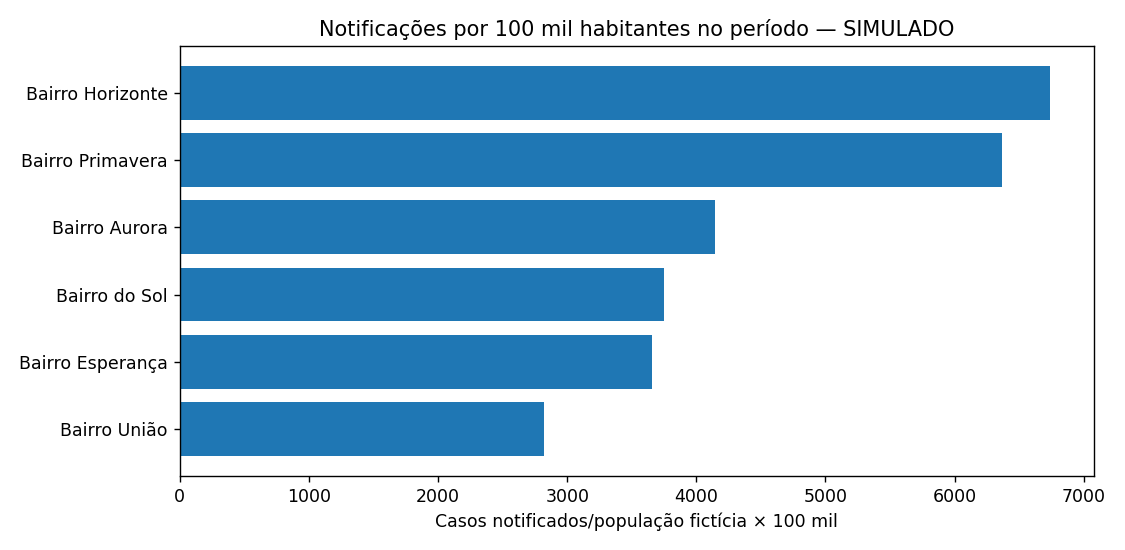 Notificações por 100 mil habitantes no período — SIMULADO
Bairro Horizonte
Bairro Primavera
Bairro Aurora
Bairro do Sol
Bairro Esperança
Bairro União
0 1000 2000 3000 4000 5000 6000 7000
Casos notificados/população fictícia × 100 mil